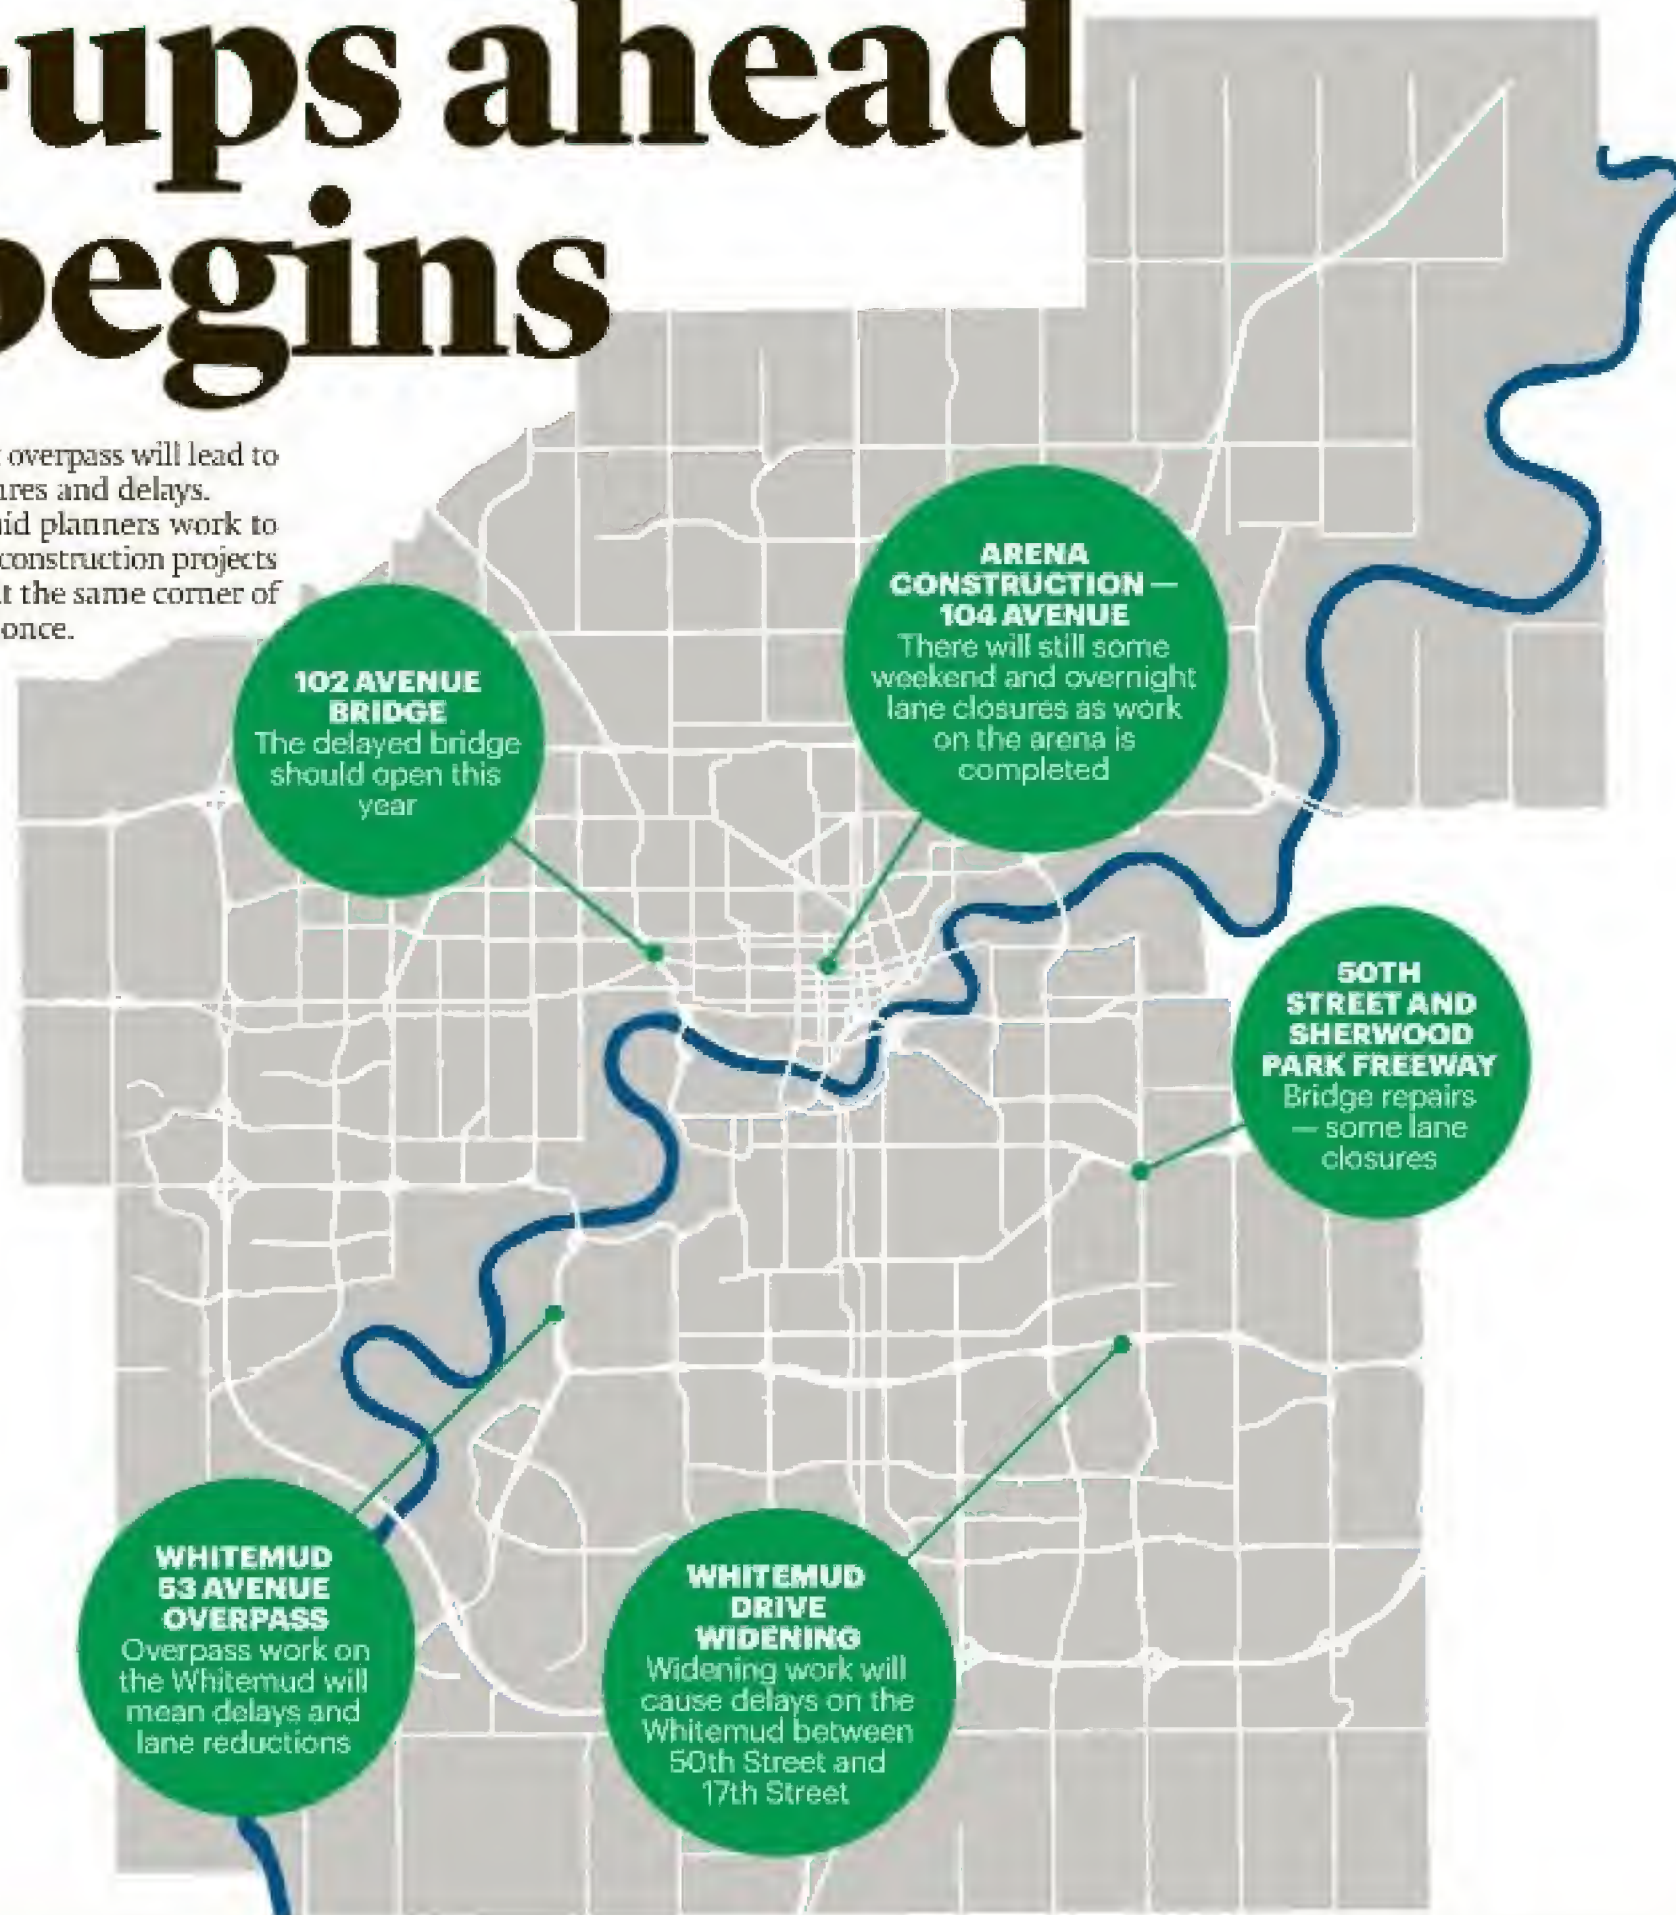 -ups ahead
begins
overpass will lead to
ures and delays.
aid planners work to
construction projects
t the same corner of
once.
102 AVENUE
BRIDGE
The delayed bridge
should open this
year
ARENA
CONSTRUCTION —
104 AVENUE
There will still some
weekend and overnight
lane closures as work
on the arena is
completed
50TH
STREET AND
SHERWOOD
PARK FREEWAY
Bridge repairs
— some lane
closures
WHITEMUD
53 AVENUE
OVERPASS
Overpass work on
the Whitemud will
mean delays and
lane reductions
WHITEMUD
DRIVE
WIDENING
Widening work will
cause delays on the
Whitemud between
50th Street and
17th Street